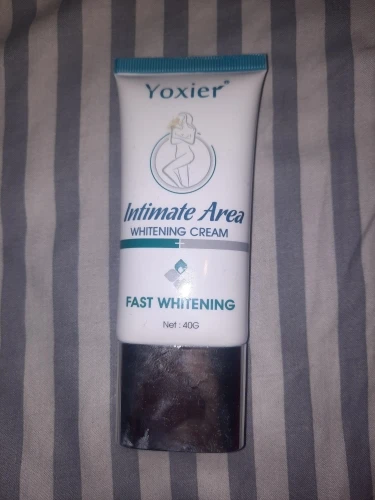 Yoxier®
Intimate Area
WHITENING CREAM
FAST WHITENING
Net : 40G